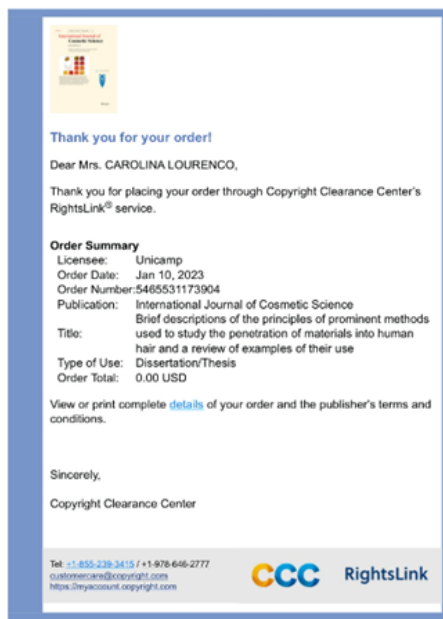 International Journal of
Cosmetic Science
Thank you for your order!
Dear Mrs. CAROLINA LOURENCO,
Thank you for placing your order through Copyright Clearance Center's
RightsLink® service.
Order Summary
Licensee: Unicamp
Order Date: Jan 10, 2023
Order Number:5465531173904
Publication: International Journal of Cosmetic Science
Title: Brief descriptions of the principles of prominent methods
used to study the penetration of materials into human
hair and a review of examples of their use
Type of Use: Dissertation/Thesis
Order Total: 0.00 USD
View or print complete details of your order and the publisher's terms and
conditions.
Sincerely,
Copyright Clearance Center
Tel: +1-855-239-3415 / +1-978-646-2777
customercare@copyright.com
https://myaccount.copyright.com
CCC RightsLink